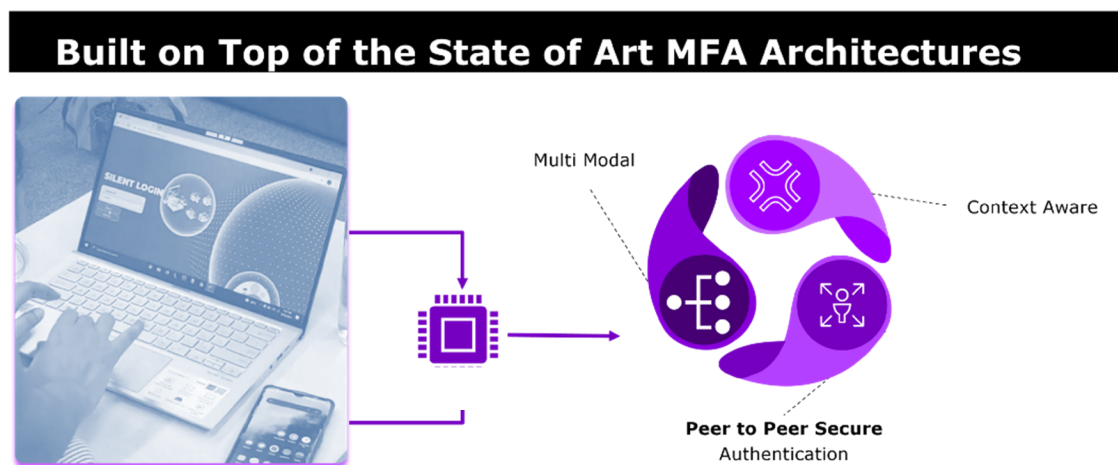 Built on Top of the State of Art MFA Architectures
SILENT LOGIN
Multi Modal
Context Aware
Peer to Peer Secure
Authentication